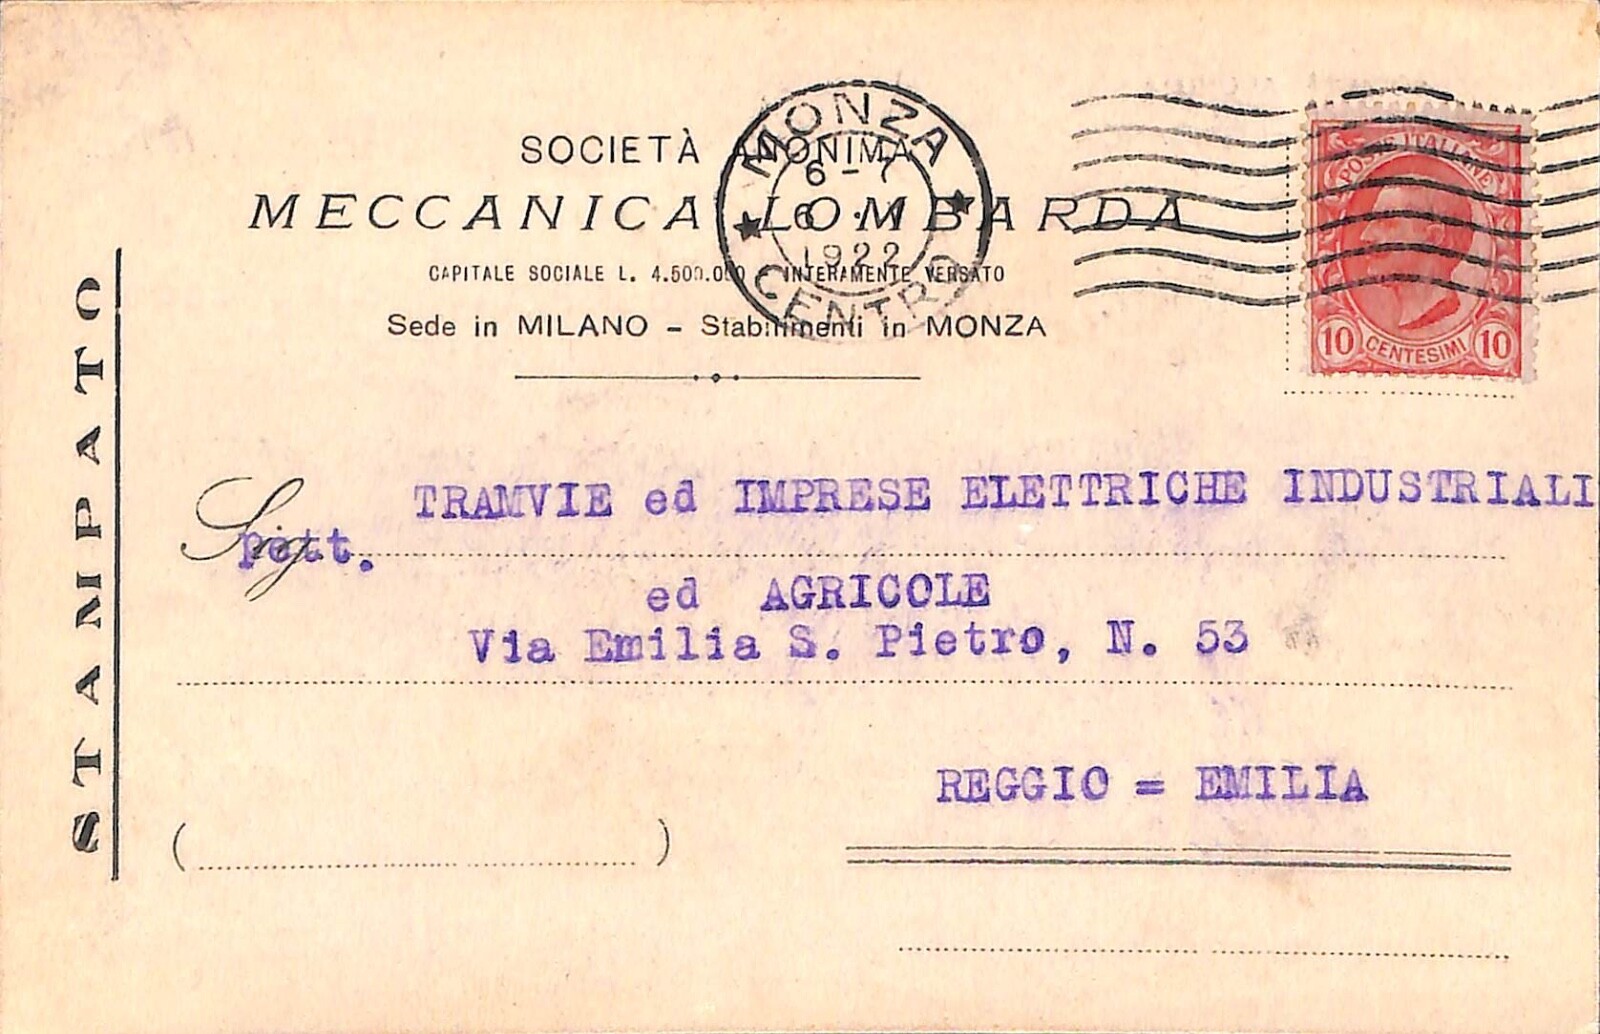 SOCIETÀ ANONIMA
MECCANICA LOMBARDA
CAPITALE SOCIALE L. 4.500.000 - INTERAMENTE VERSATO
Sede in MILANO - Stabilimenti in MONZA
MONZA
6 - 7
1922
CENTRO
POSTE ITALIANE
10 CENTESIMI 10
STAMPATO
Sig
TRAMVIE ed IMPRESE ELETTRICHE INDUSTRIALI
pett.
ed AGRICOLE
Via Emilia S. Pietro, N. 53
REGGIO = EMILIA
( )